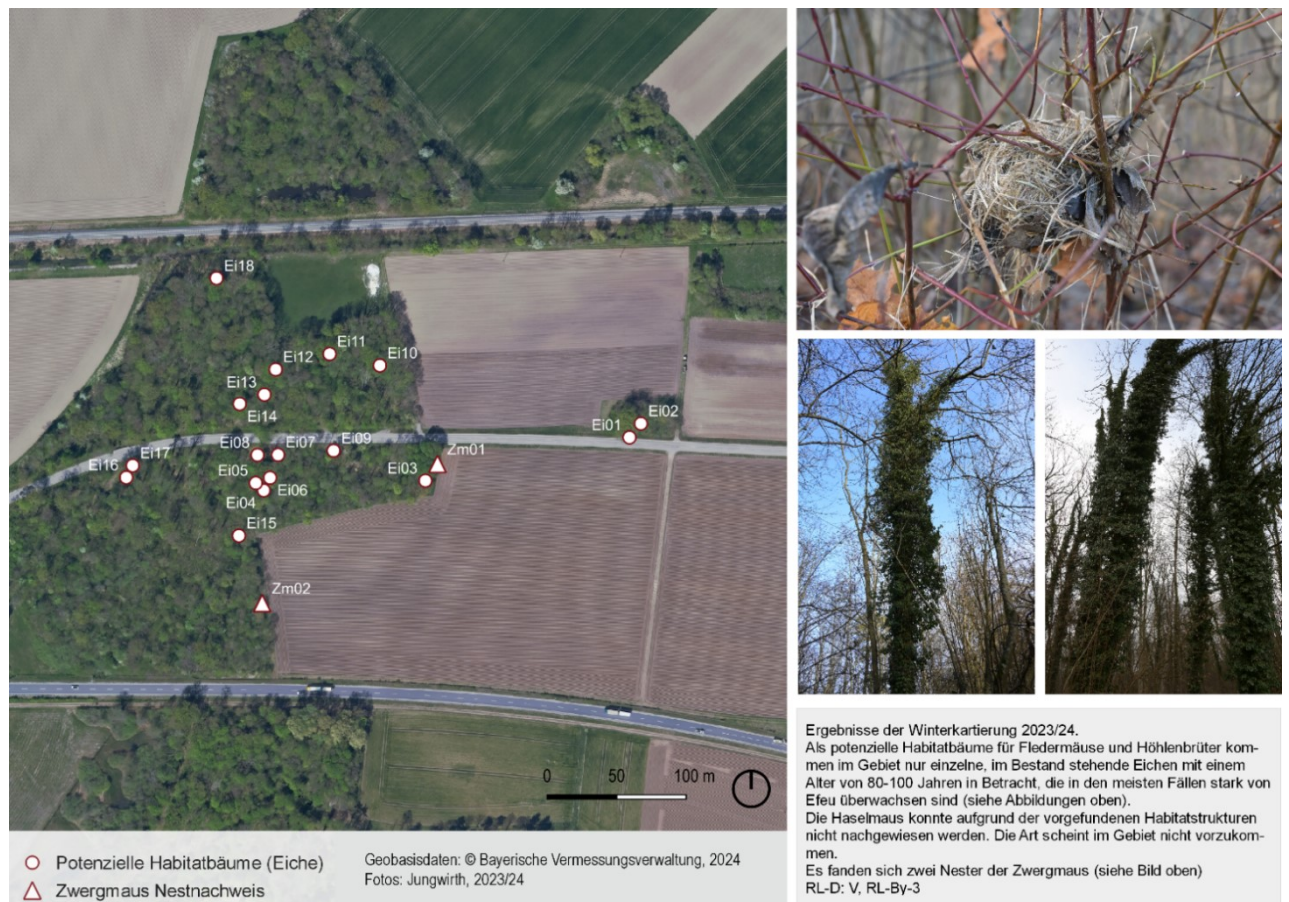 Ei18
Ei11
Ei12
Ei10
Ei13
Ei14
Ei02
Ei01
Ei08
Ei07
Ei09
Zm01
Ei17
Ei16
Ei05
Ei03
Ei06
Ei04
Ei15
Zm02
0 50 100 m
Potenzielle Habitatbäume (Eiche)
Zwergmaus Nestnachweis
Geobasisdaten: © Bayerische Vermessungsverwaltung, 2024
Fotos: Jungwirth, 2023/24
Ergebnisse der Winterkartierung 2023/24.
Als potenzielle Habitatbäume für Fledermäuse und Höhlenbrüter kom-
men im Gebiet nur einzelne, im Bestand stehende Eichen mit einem
Alter von 80-100 Jahren in Betracht, die in den meisten Fällen stark von
Efeu überwachsen sind (siehe Abbildungen oben).
Die Haselmaus konnte aufgrund der vorgefundenen Habitatstrukturen
nicht nachgewiesen werden. Die Art scheint im Gebiet nicht vorzukom-
men.
Es fanden sich zwei Nester der Zwergmaus (siehe Bild oben)
RL-D: V, RL-By-3